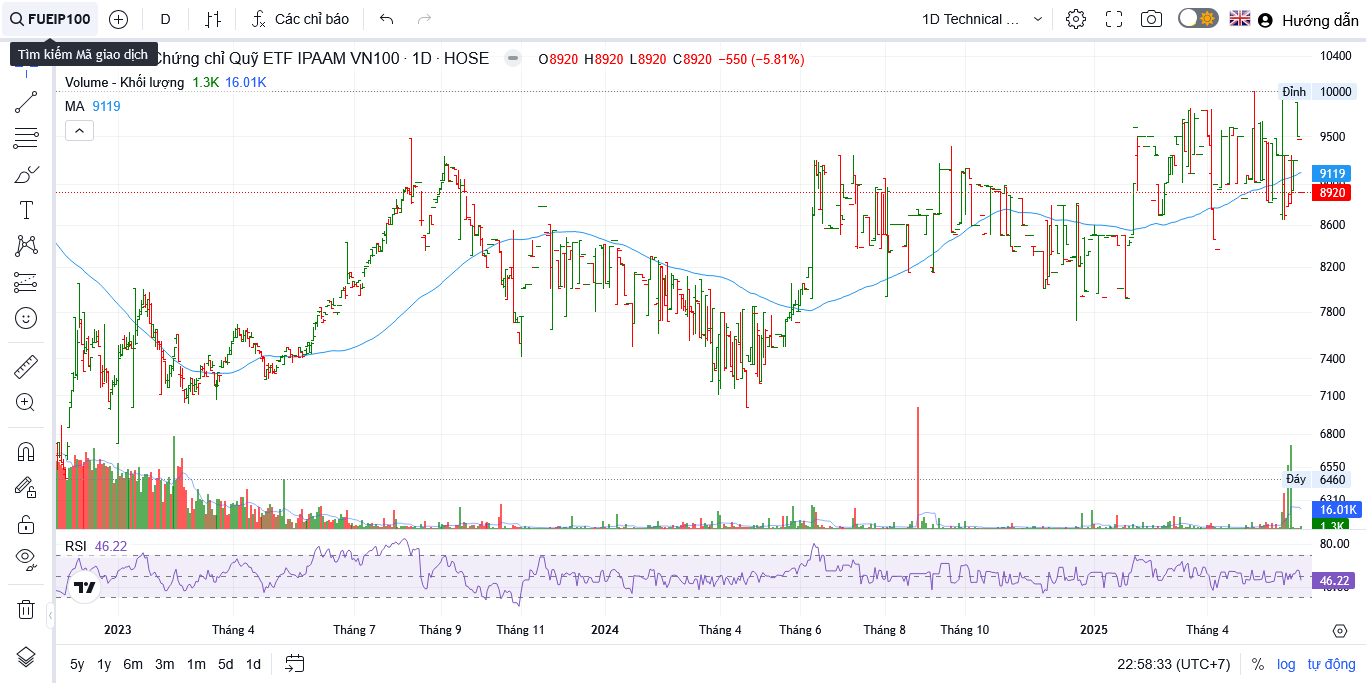 FUEIP100
D
Các chỉ báo
1D Technical ...
Hướng dẫn
Tìm kiếm Mã giao dịch
Chứng chỉ Quỹ ETF IPAAM VN100 · 1D · HOSE
O8920 H8920 L8920 C8920 −550 (−5.81%)
Volume - Khối lượng 1.3K 16.01K
MA 9119
10400
Đỉnh 10000
9500
9119
8920
8600
8200
7800
7400
7100
6800
6550
Đáy 6460
6310
16.01K
1.3K
RSI 46.22
80.00
46.22
2023
Tháng 4
Tháng 7
Tháng 9
Tháng 11
2024
Tháng 4
Tháng 6
Tháng 8
Tháng 10
2025
Tháng 4
5y 1y 6m 3m 1m 5d 1d
22:58:33 (UTC+7)
% log tự động